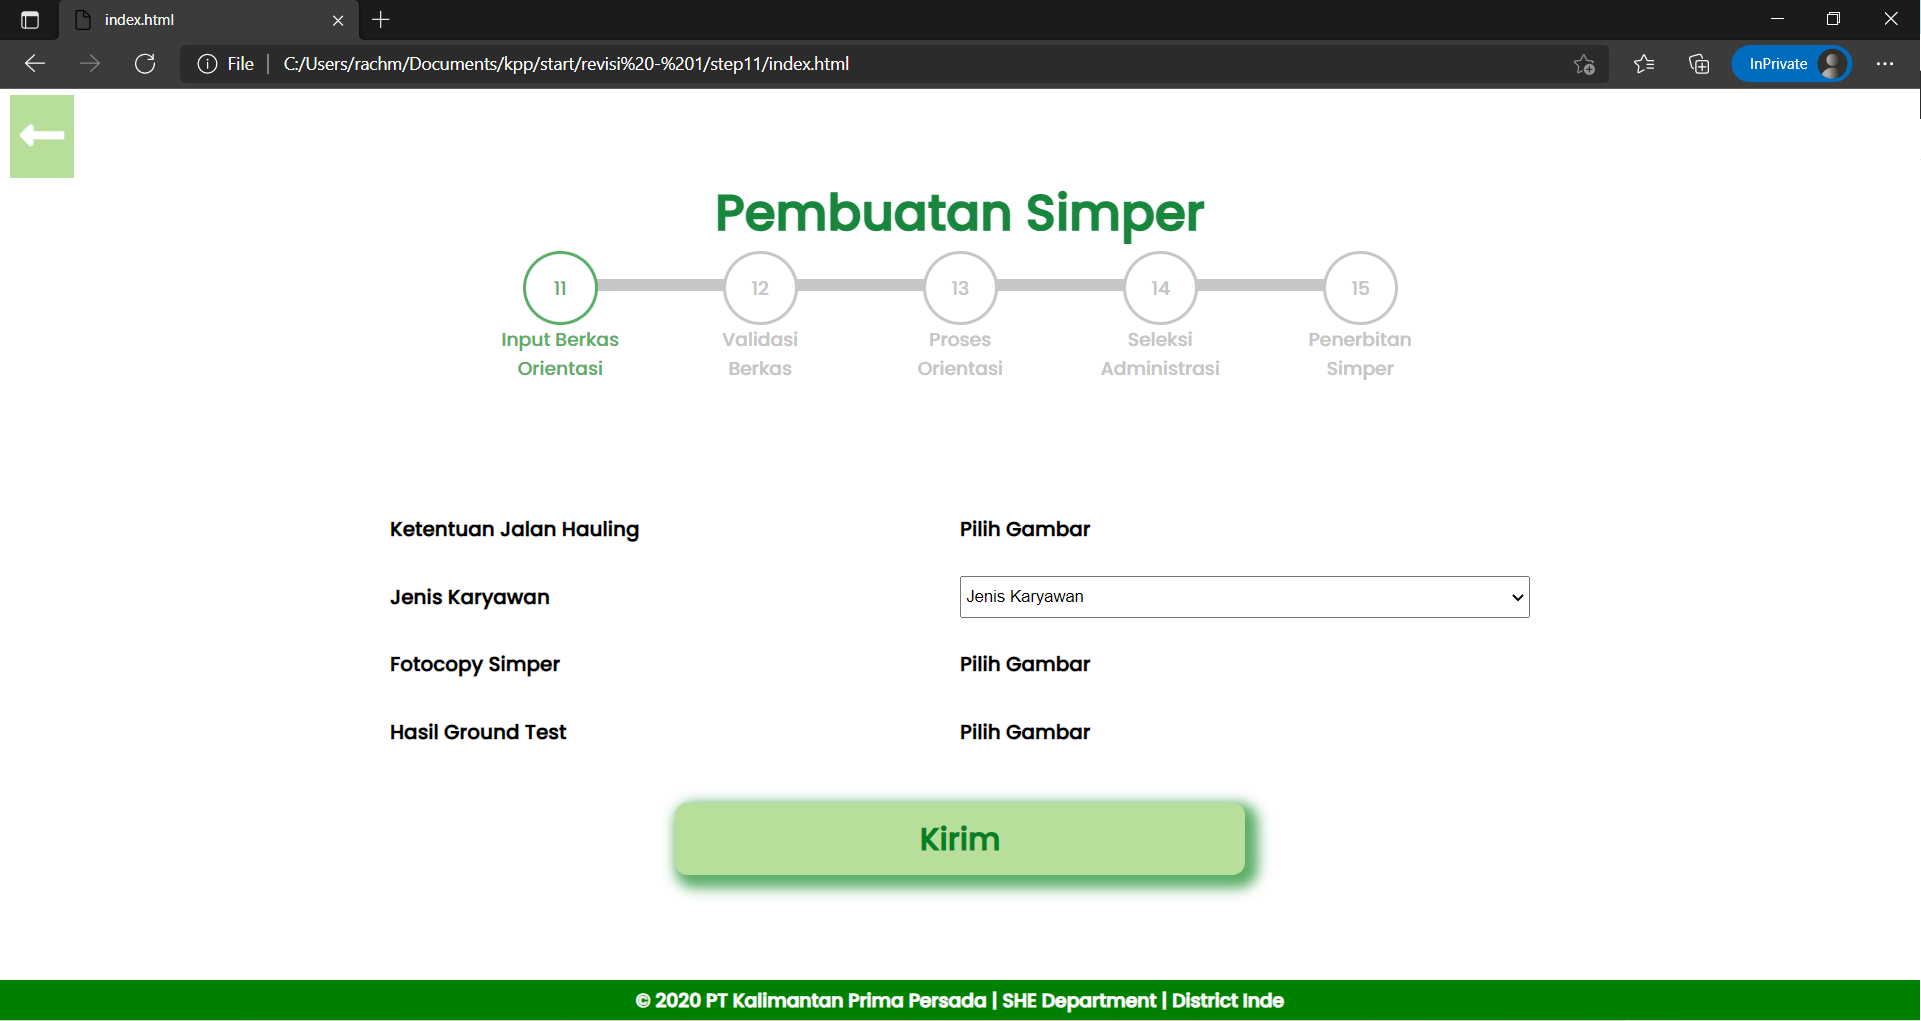 index.html
File C:/Users/rachm/Documents/kpp/start/revisi%20-%201/step11/index.html InPrivate
Pembuatan Simper
11 12 13 14 15
Input Berkas Validasi Proses Seleksi Penerbitan
Orientasi Berkas Orientasi Administrasi Simper
Ketentuan Jalan Hauling Pilih Gambar
Jenis Karyawan Jenis Karyawan
Fotocopy Simper Pilih Gambar
Hasil Ground Test Pilih Gambar
Kirim
© 2020 PT Kalimantan Prima Persada | SHE Department | District Inde